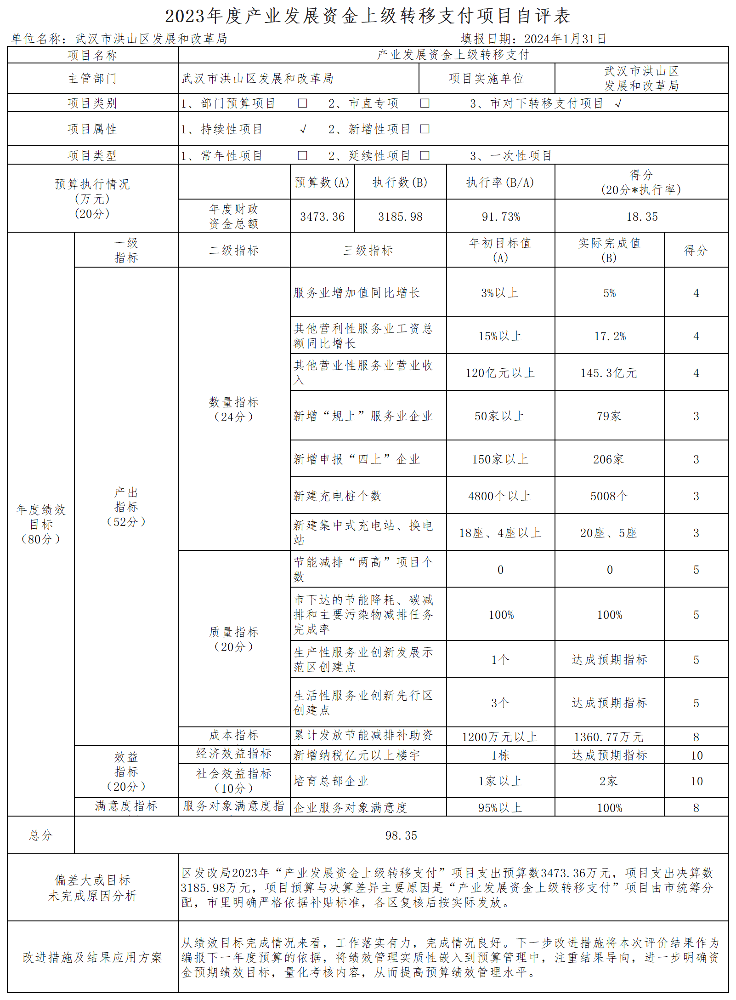 2023年度产业发展资金上级转移支付项目自评表
单位名称：武汉市洪山区发展和改革局 填报日期：2024年1月31日
项目名称 产业发展资金上级转移支付
主管部门 武汉市洪山区发展和改革局 项目实施单位 武汉市洪山区
发展和改革局
项目类别 1、部门预算项目 □ 2、市直专项 □ 3、市对下转移支付项目 √
项目属性 1、持续性项目 √ 2、新增性项目 □
项目类型 1、常年性项目 □ 2、延续性项目 □ 3、一次性项目
预算执行情况
(万元)
(20分)
预算数(A) 执行数(B) 执行率(B/A) 得分
(20分*执行率)
年度财政
资金总额
3473.36 3185.98 91.73% 18.35
年度绩效
目标
（80分）
一级
指标
二级指标 三级指标 年初目标值
(A)
实际完成值
(B)
得分
产出
指标
（52分）
数量指标
（24分）
服务业增加值同比增长 3%以上 5% 4
其他营利性服务业工资总
额同比增长 15%以上 17.2% 4
其他营业性服务业营业收
入 120亿元以上 145.3亿元 4
新增“规上”服务业企业 50家以上 79家 3
新增申报“四上”企业 150家以上 206家 3
新建充电桩个数 4800个以上 5008个 3
新建集中式充电站、换电
站 18座、4座以上 20座、5座 3
质量指标
（20分）
节能减排“两高”项目个
数 0 0 5
市下达的节能降耗、碳减
排和主要污染物减排任务
完成率 100% 100% 5
生产性服务业创新发展示
范区创建点 1个 达成预期指标 5
生活性服务业创新先行区
创建点 3个 达成预期指标 5
成本指标 累计发放节能减排补助资 1200万元以上 1360.77万元 8
效益
指标
（20分）
经济效益指标 新增纳税亿元以上楼宇 1栋 达成预期指标 10
社会效益指标
（10分）
培育总部企业 1家以上 2家 10
满意度指标 服务对象满意度指 企业服务对象满意度 95%以上 100% 8
总分 98.35
偏差大或目标
未完成原因分析
区发改局2023年“产业发展资金上级转移支付”项目支出预算数3473.36万元，项目支出决算数
3185.98万元，项目预算与决算差异主要原因是“产业发展资金上级转移支付”项目由市统筹分
配，市里明确严格依据补贴标准，各区复核后按实际发放。
改进措施及结果应用方案
从绩效目标完成情况来看，工作落实有力，完成情况良好。下一步改进措施将本次评价结果作为
编报下一年度预算的依据，将绩效管理实质性嵌入到预算管理中，注重结果导向，进一步明确资
金预期绩效目标，量化考核内容，从而提高预算绩效管理水平。